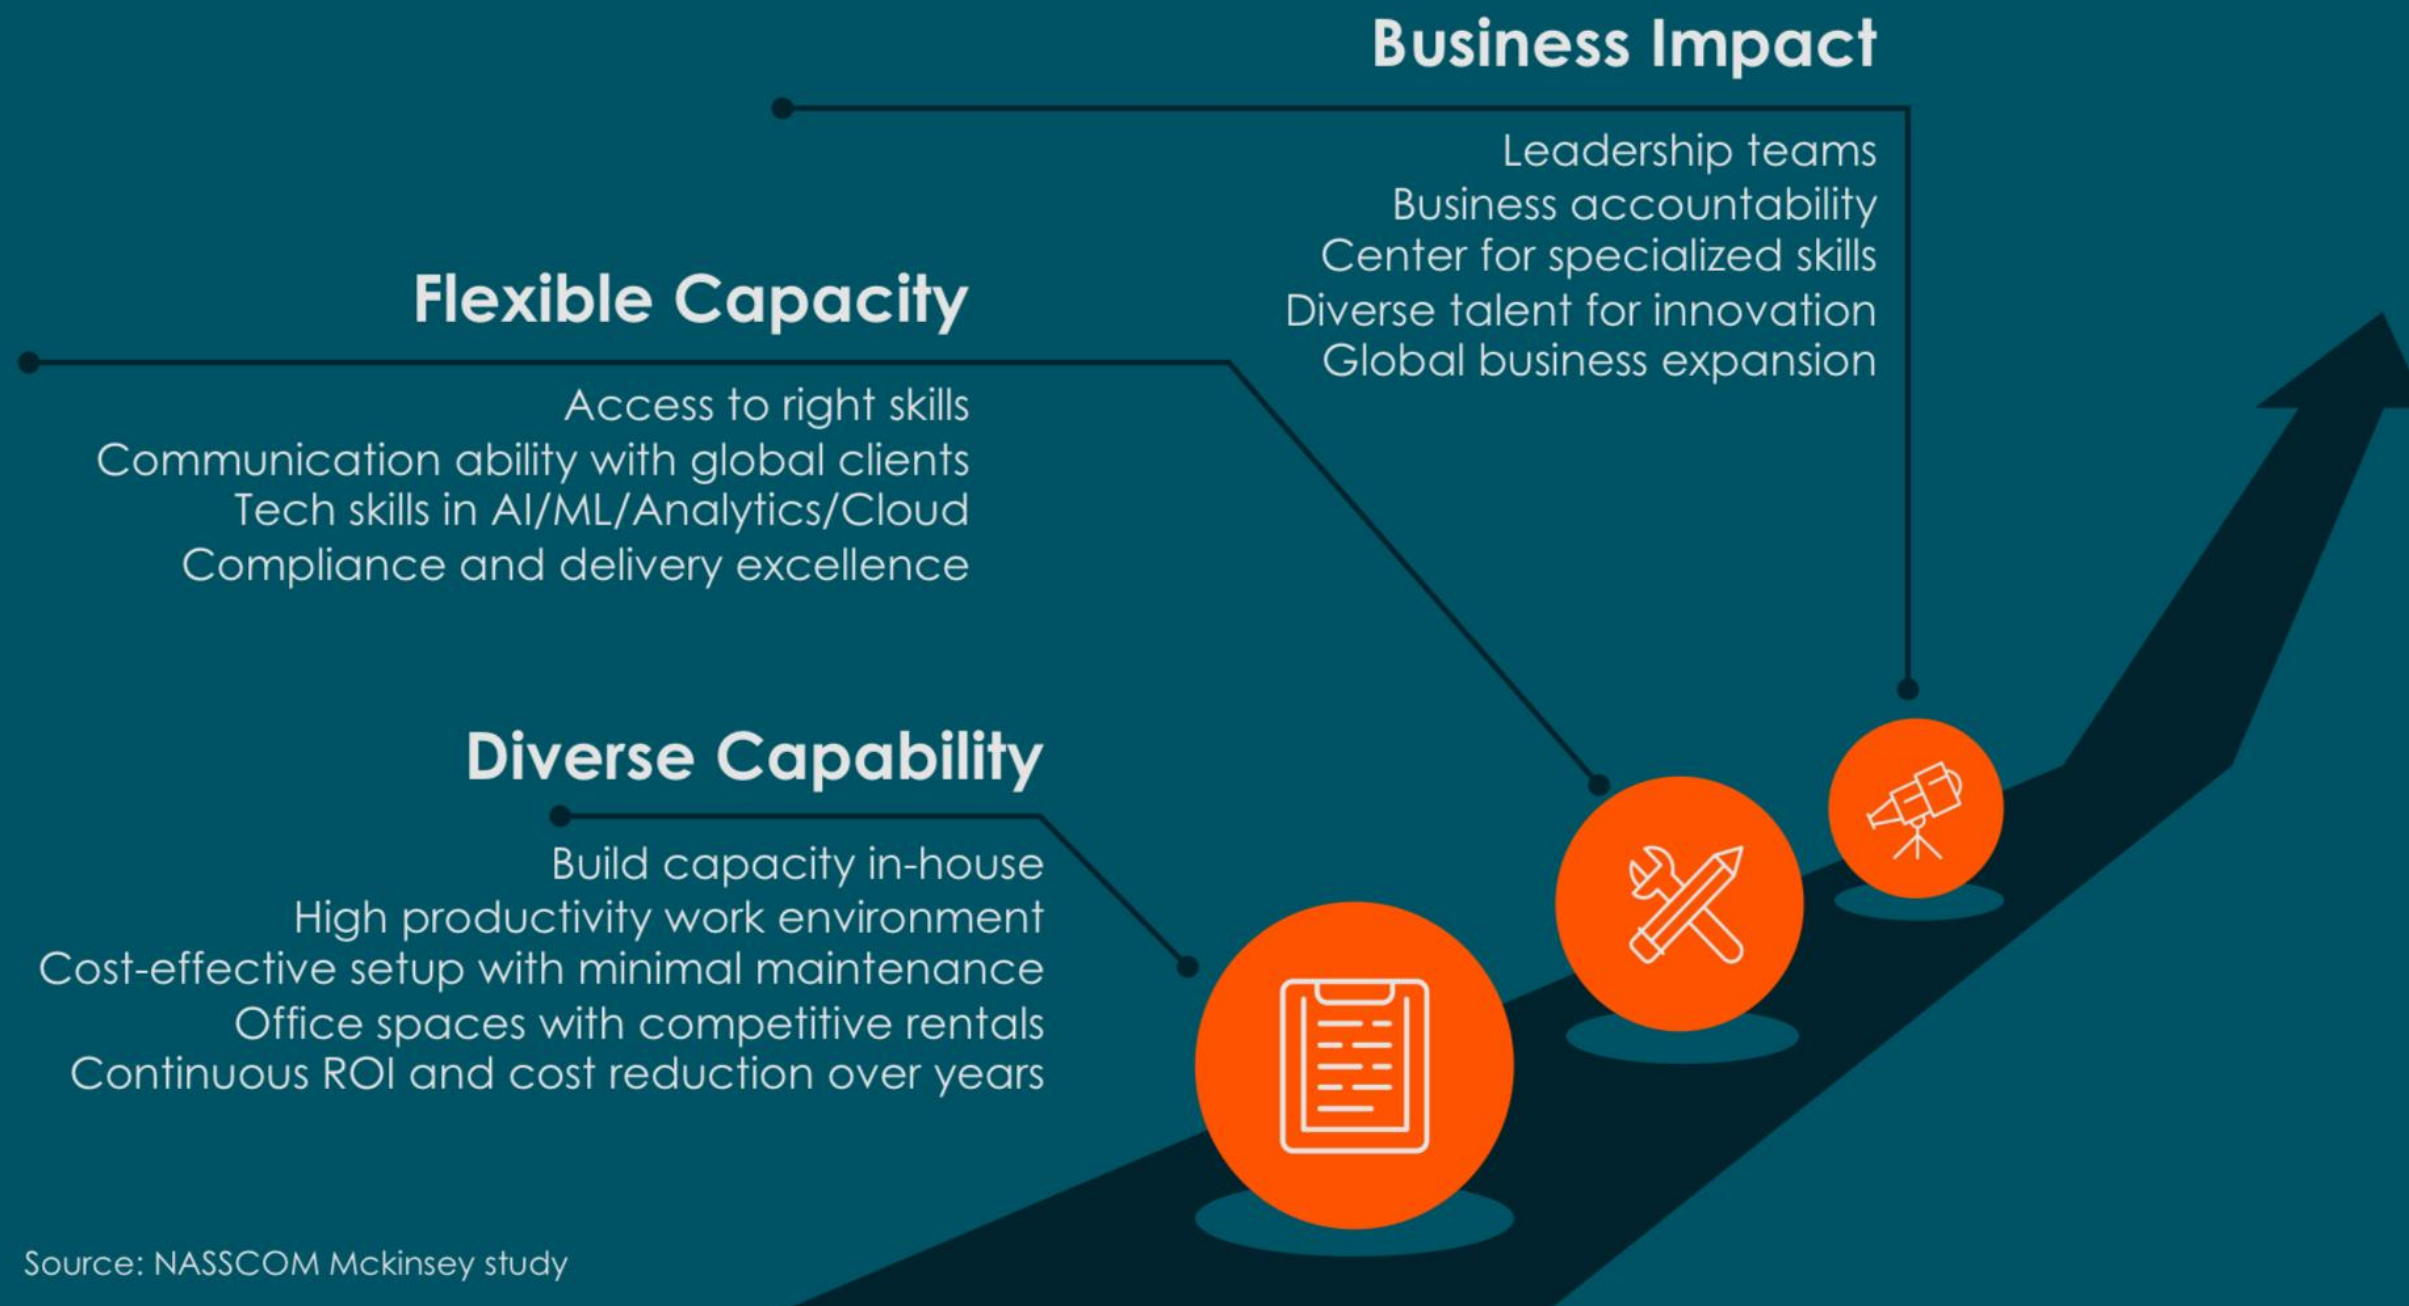 Business Impact
Leadership teams
Business accountability
Center for specialized skills
Diverse talent for innovation
Global business expansion
Flexible Capacity
Access to right skills
Communication ability with global clients
Tech skills in AI/ML/Analytics/Cloud
Compliance and delivery excellence
Diverse Capability
Build capacity in-house
High productivity work environment
Cost-effective setup with minimal maintenance
Office spaces with competitive rentals
Continuous ROI and cost reduction over years
Source: NASSCOM Mckinsey study